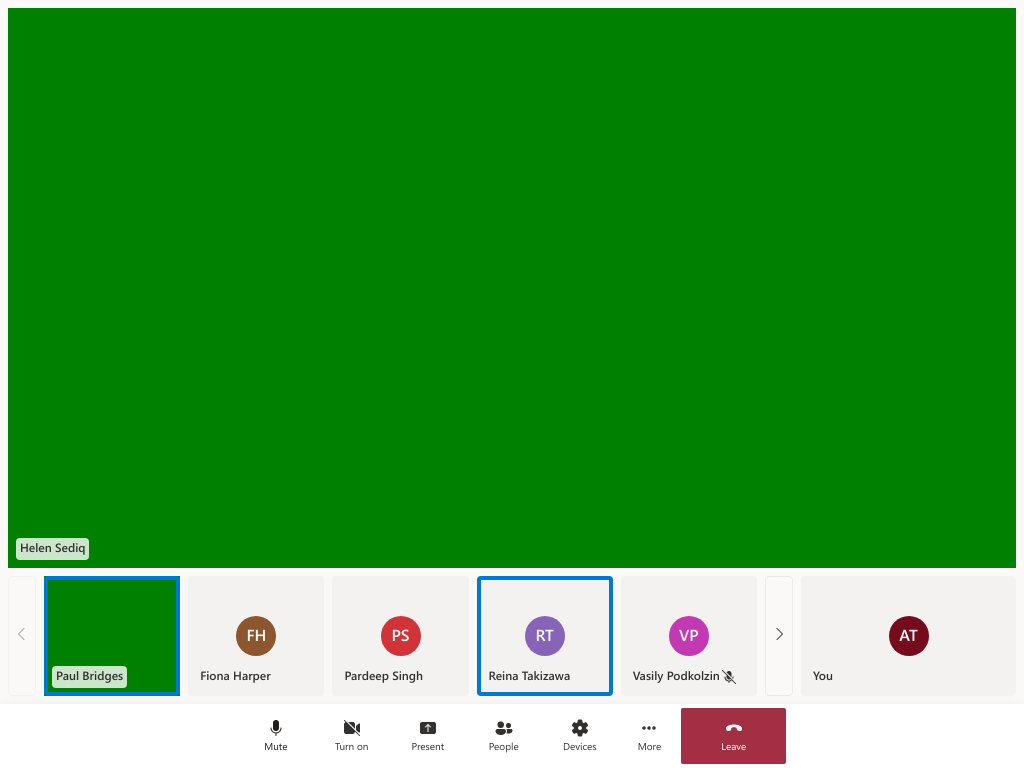 Helen Sediq
Paul Bridges
FH
Fiona Harper
PS
Pardeep Singh
RT
Reina Takizawa
VP
Vasily Podkolzin
AT
You
Mute
Turn on
Present
People
Devices
More
Leave